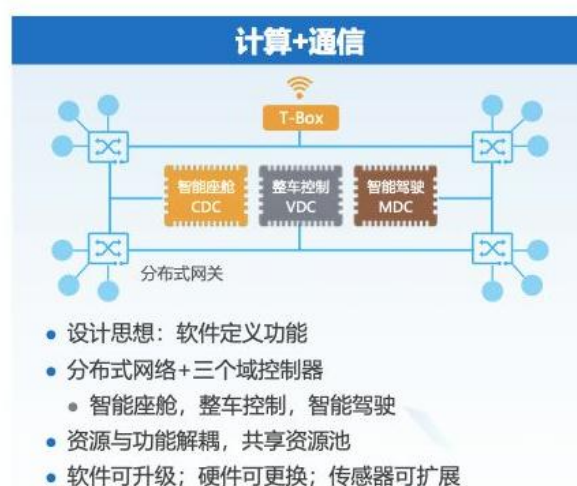 计算+通信
T-Box
智能座舱
CDC
整车控制
VDC
智能驾驶
MDC
分布式网关
• 设计思想：软件定义功能
• 分布式网络+三个域控制器
• 智能座舱，整车控制，智能驾驶
• 资源与功能解耦，共享资源池
• 软件可升级；硬件可更换；传感器可扩展